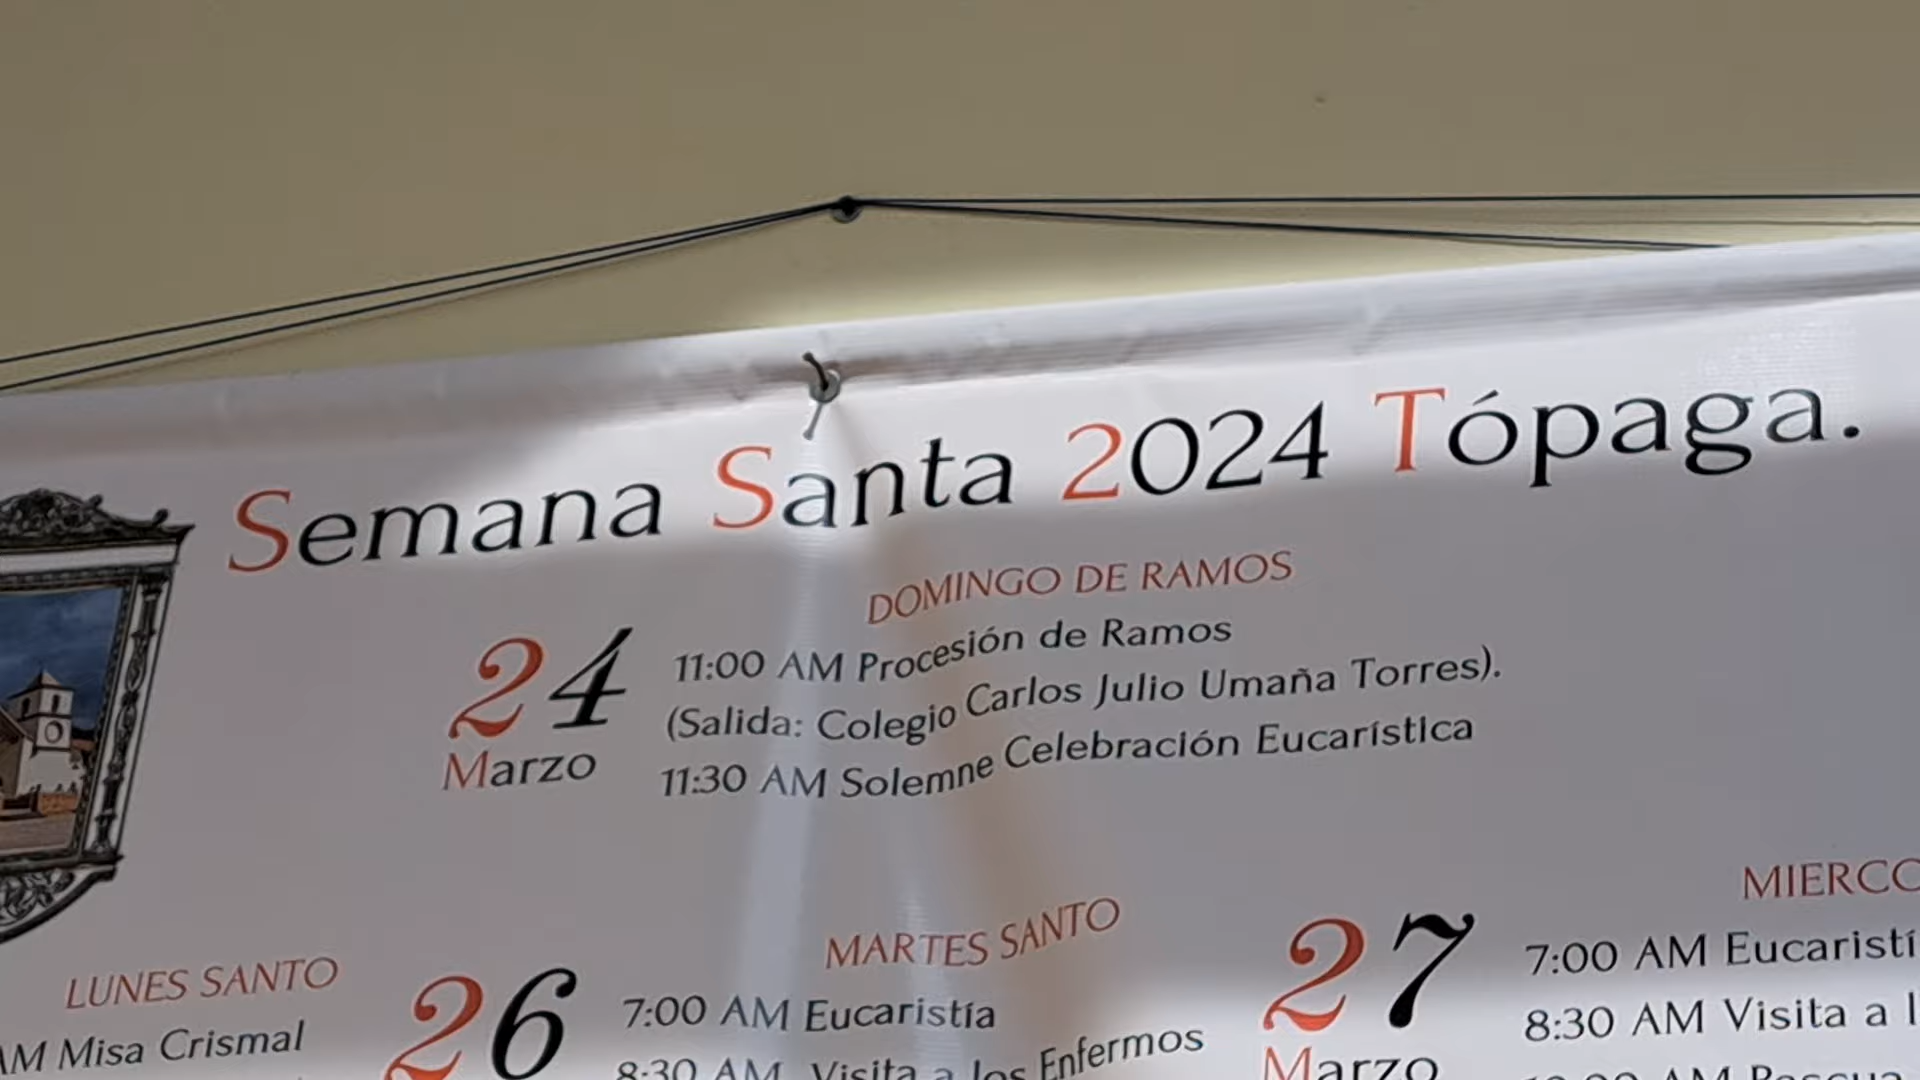 Semana Santa 2024 Tópaga.
DOMINGO DE RAMOS
24
Marzo
11:00 AM Procesión de Ramos
(Salida: Colegio Carlos Julio Umaña Torres).
11:30 AM Solemne Celebración Eucarística
LUNES SANTO
AM Misa Crismal
MARTES SANTO
26
7:00 AM Eucaristía
8:30 AM Visita a los Enfermos
27
Marzo
7:00 AM
8:30 AM Visita a
AM